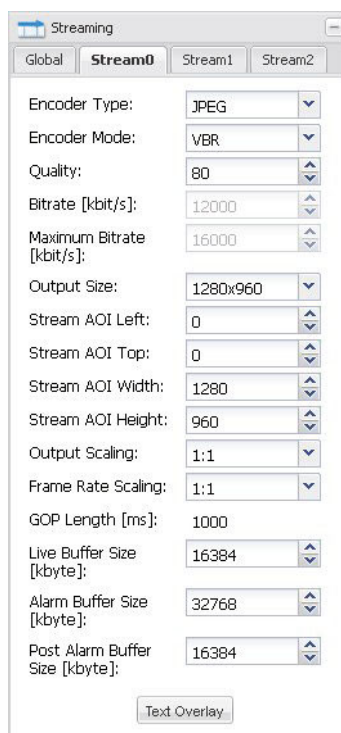 Streaming
Global Stream0 Stream1 Stream2
Encoder Type: JPEG
Encoder Mode: VBR
Quality: 80
Bitrate [kbit/s]: 12000
Maximum Bitrate
[kbit/s]: 16000
Output Size: 1280x960
Stream AOI Left: 0
Stream AOI Top: 0
Stream AOI Width: 1280
Stream AOI Height: 960
Output Scaling: 1:1
Frame Rate Scaling: 1:1
GOP Length [ms]: 1000
Live Buffer Size
[kbyte]: 16384
Alarm Buffer Size
[kbyte]: 32768
Post Alarm Buffer
Size [kbyte]: 16384
Text Overlay